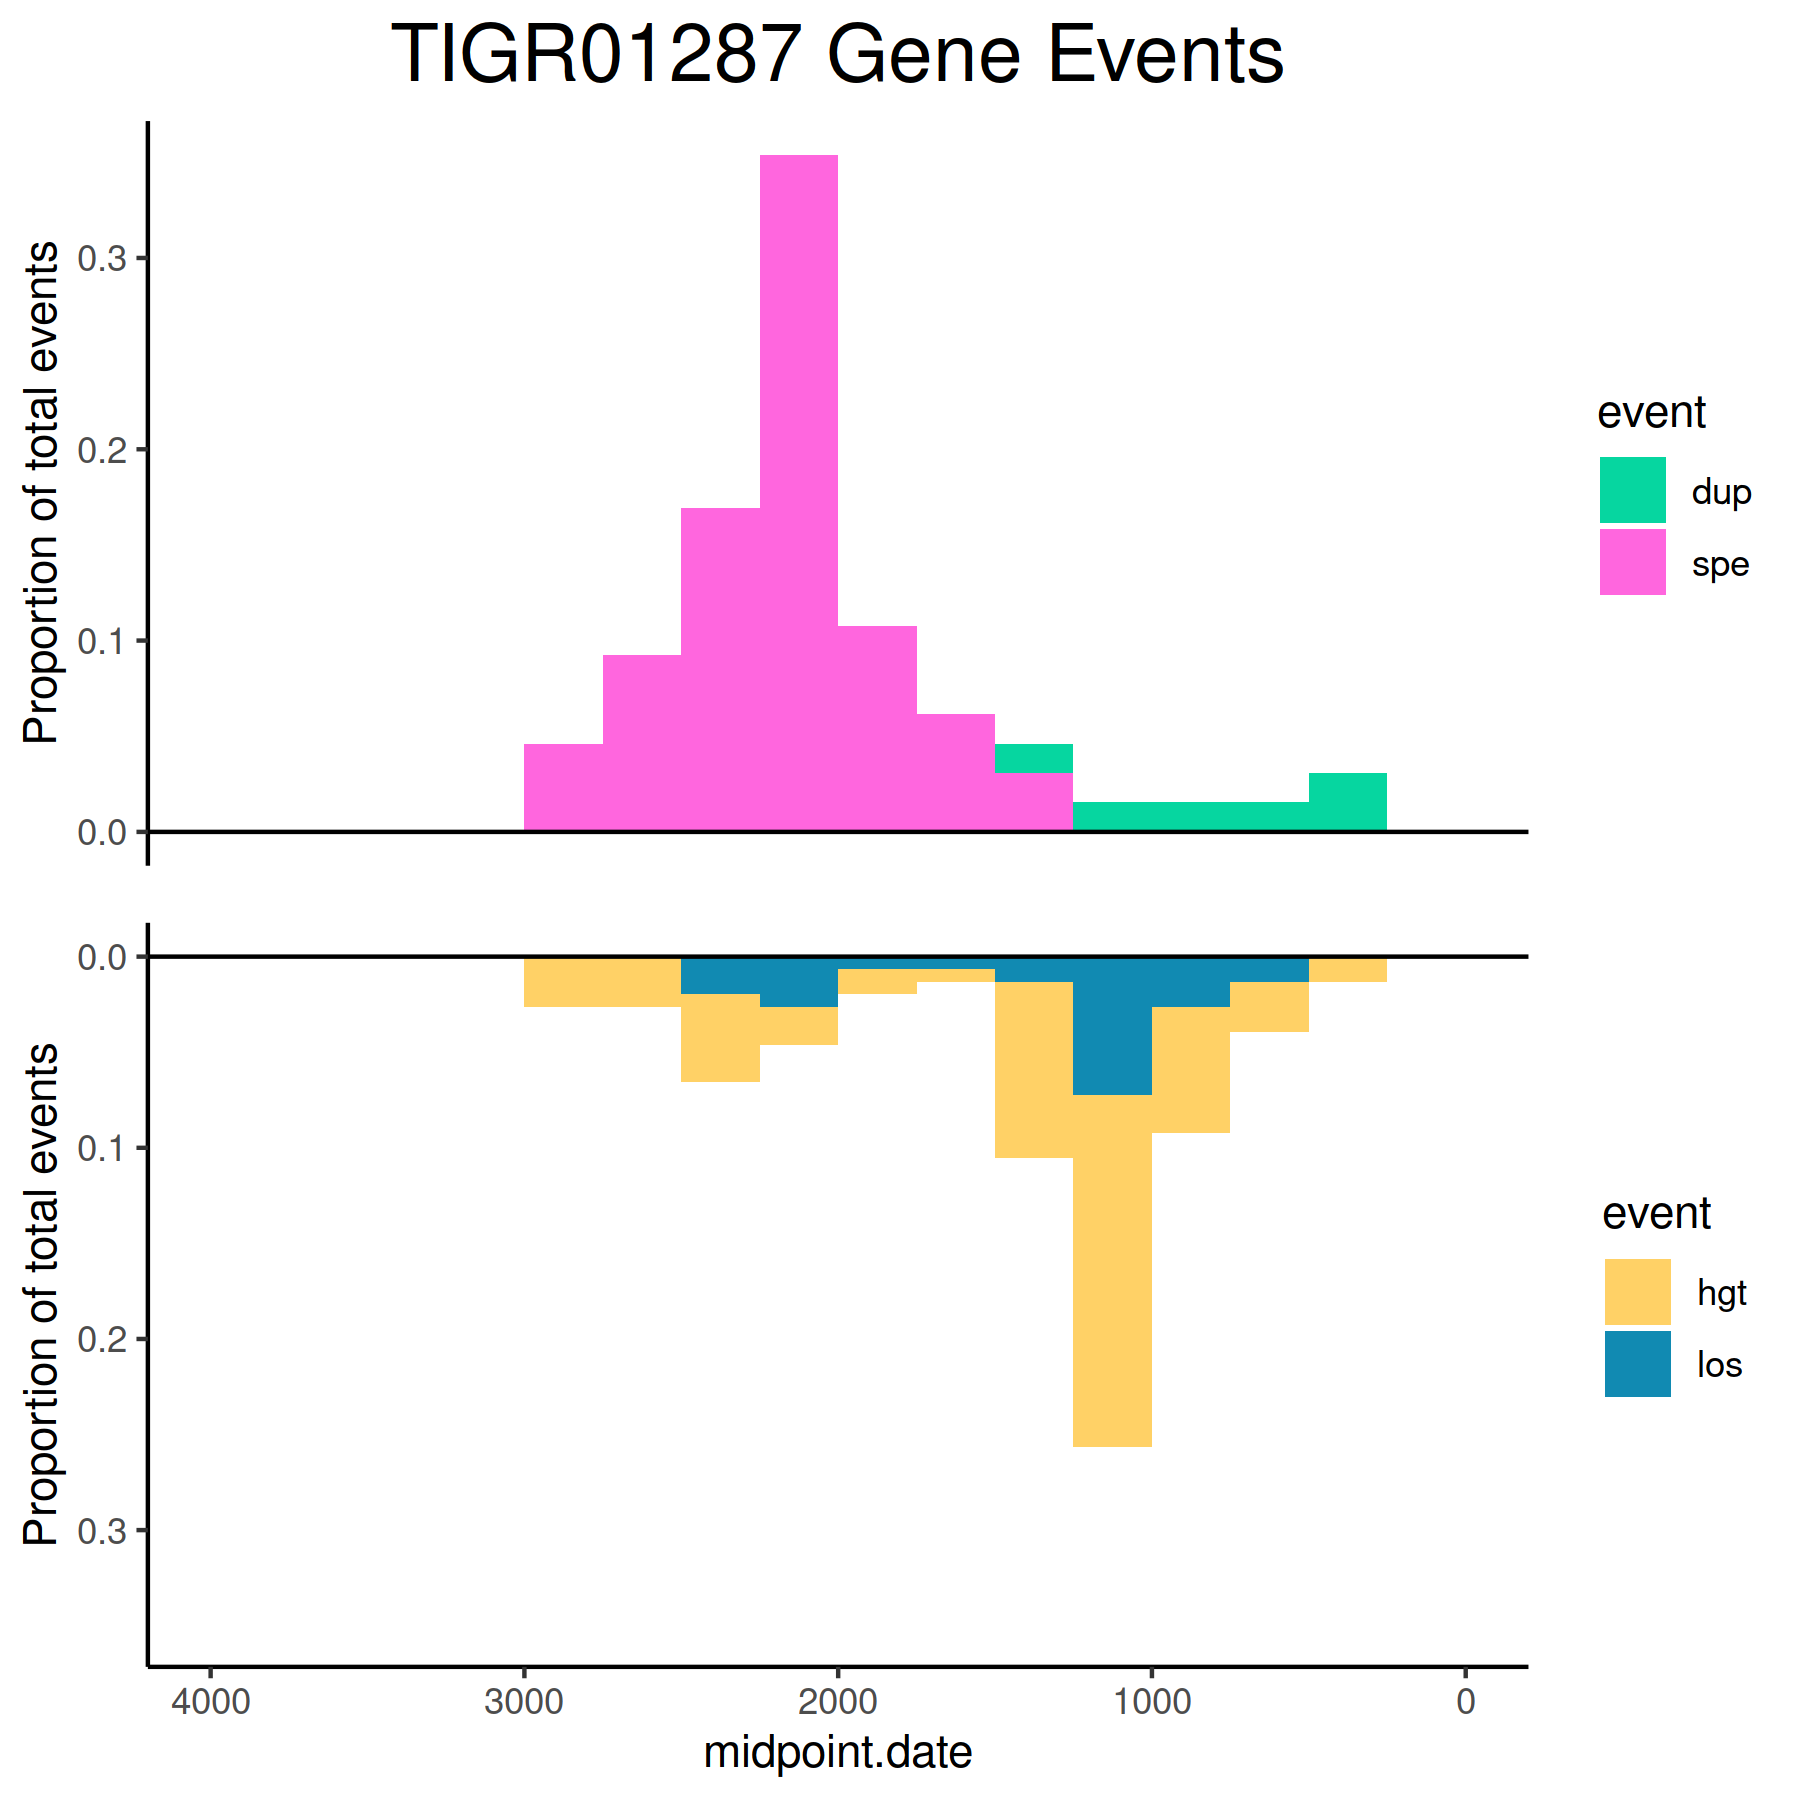 TIGR01287 Gene Events
Proportion of total events
0.3
0.2
0.1
0.0
event
dup
spe
Proportion of total events
0.0
0.1
0.2
0.3
event
hgt
los
4000 3000 2000 1000 0
midpoint.date